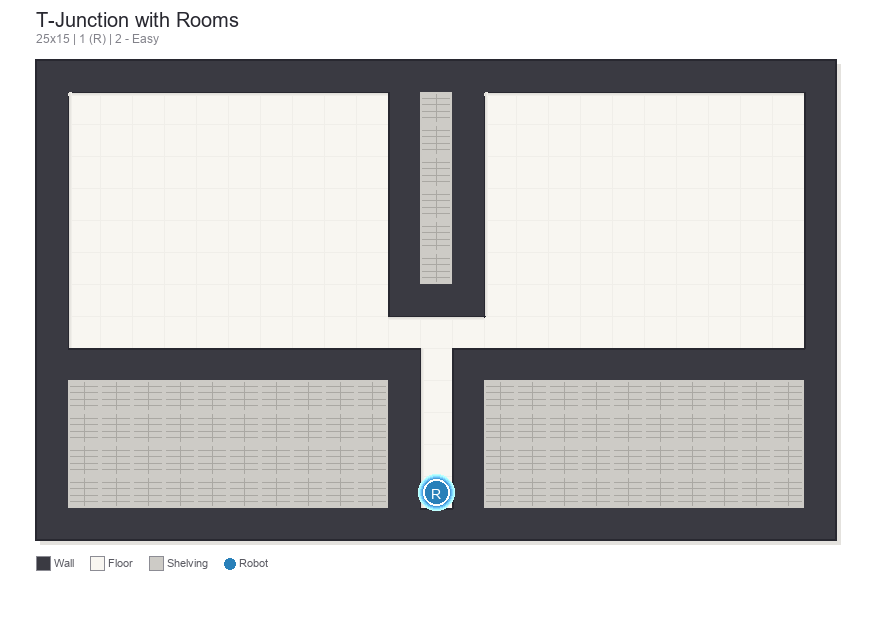 T-Junction with Rooms
25x15 | 1 (R) | 2 - Easy
R
Wall Floor Shelving Robot